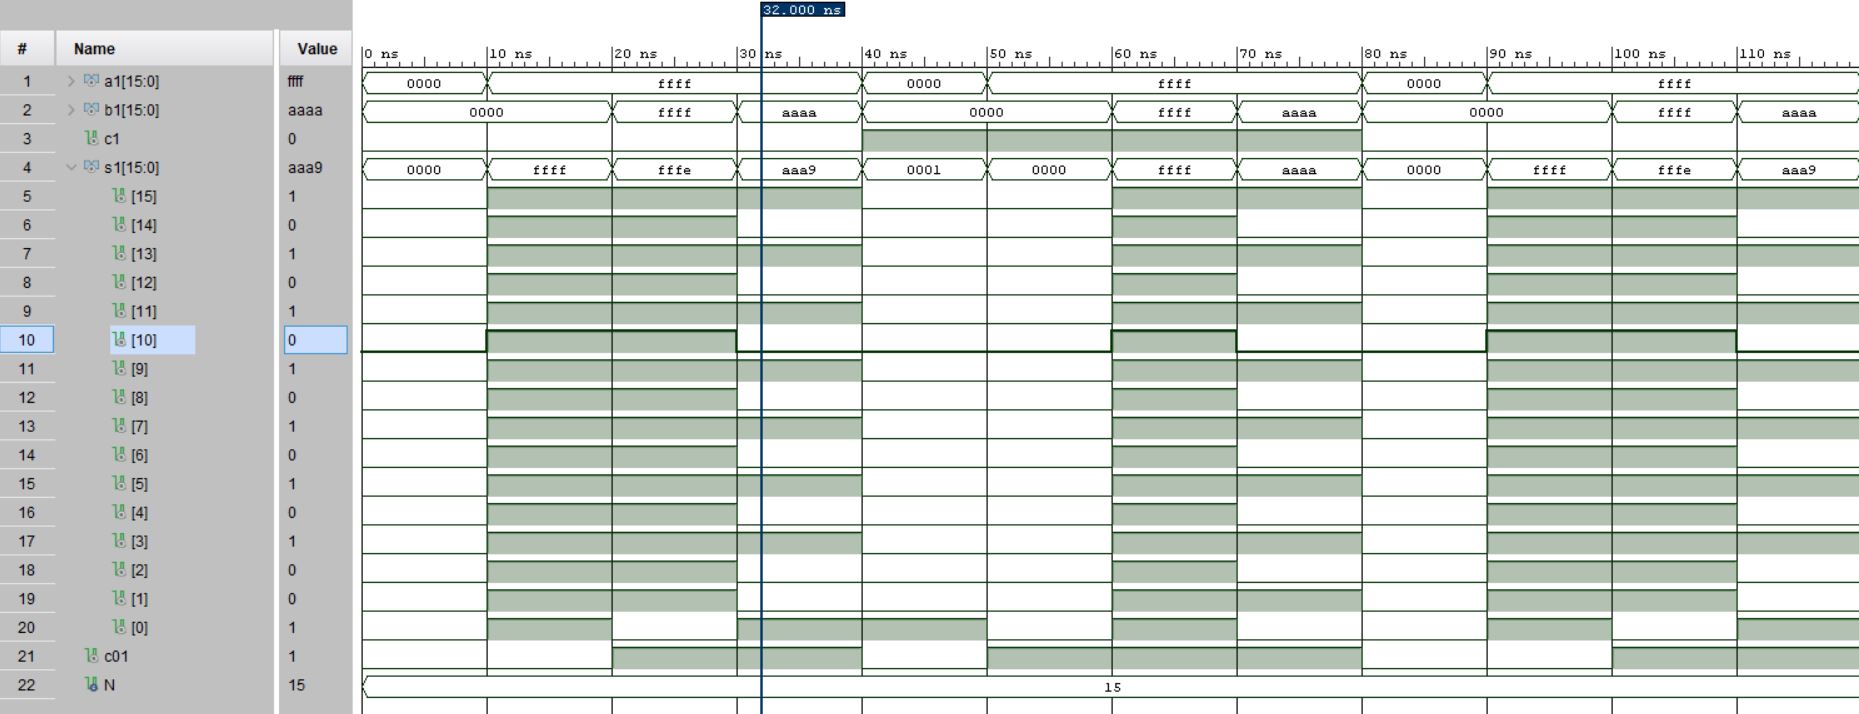 32.000 ns
# Name Value 0 ns 10 ns 20 ns 30 ns 40 ns 50 ns 60 ns 70 ns 80 ns 90 ns 100 ns 110 ns
1 a1[15:0] ffff 0000 ffff 0000 ffff 0000 ffff
2 b1[15:0] aaaa 0000 ffff aaaa 0000 ffff aaaa 0000 ffff aaaa
3 c1 0
4 s1[15:0] aaa9 0000 ffff fffe aaa9 0001 0000 ffff aaaa 0000 ffff fffe aaa9
5 [15] 1
6 [14] 0
7 [13] 1
8 [12] 0
9 [11] 1
10 [10] 0
11 [9] 1
12 [8] 0
13 [7] 1
14 [6] 0
15 [5] 1
16 [4] 0
17 [3] 1
18 [2] 0
19 [1] 0
20 [0] 1
21 c01 1
22 N 15 15